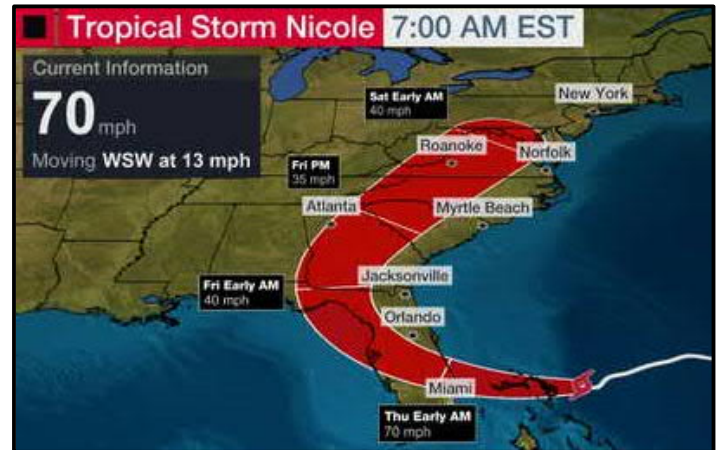 Tropical Storm Nicole 7:00 AM EST
Current Information
70 mph
Moving WSW at 13 mph
Sat Early AM
40 mph
New York
Roanoke
Norfolk
Fri PM
35 mph
Atlanta
Myrtle Beach
Fri Early AM
40 mph
Jacksonville
Orlando
Miami
Thu Early AM
70 mph